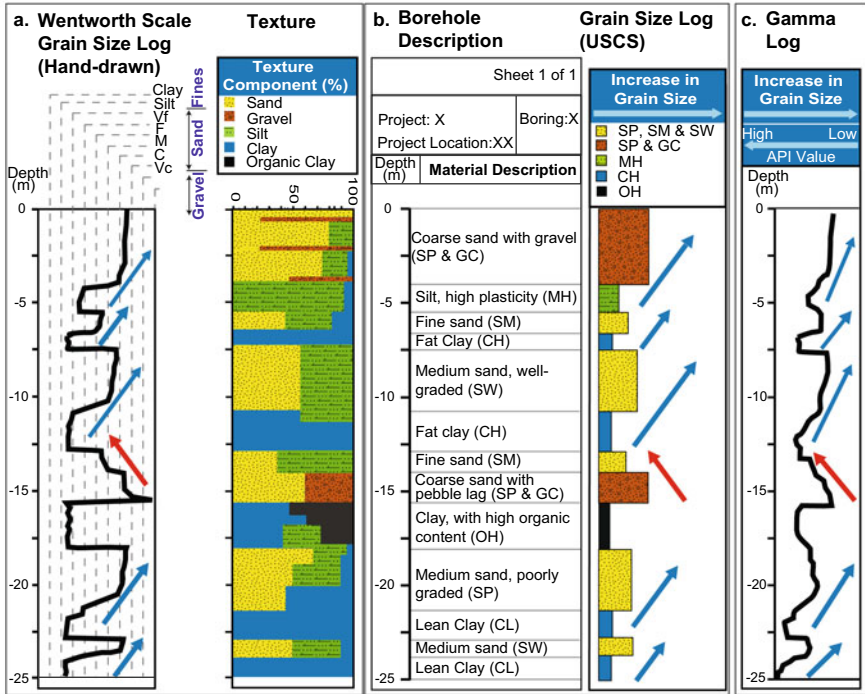 a. Wentworth Scale
Grain Size Log
(Hand-drawn)
Clay
Silt
Vf
F
M
C
Vc
Fines
Sand
Gravel
Depth
(m)
0
-5
-10
-15
-20
-25
Texture
Texture
Component (%)
Sand
Gravel
Silt
Clay
Organic Clay
0
50
100
b. Borehole
Description
Sheet 1 of 1
Project: X
Project Location:XX
Boring:X
Depth
(m)
Material Description
0
-5
-10
-15
-20
-25
Coarse sand with
gravel (SP & GC)
Silt, high plasticity (MH)
Fine sand (SM)
Fat Clay (CH)
Medium sand, well-
graded (SW)
Fat clay (CH)
Fine sand (SM)
Coarse sand with
pebble lag (SP & GC)
Clay, with high organic
content (OH)
Medium sand, poorly
graded (SP)
Lean Clay (CL)
Medium sand (SW)
Lean Clay (CL)
Grain Size Log
(USCS)
Increase in
Grain Size
SP, SM & SW
SP & GC
MH
CH
OH
c. Gamma
Log
Increase in
Grain Size
High Low
API Value
Depth
(m)
0
-5
-10
-15
-20
-25